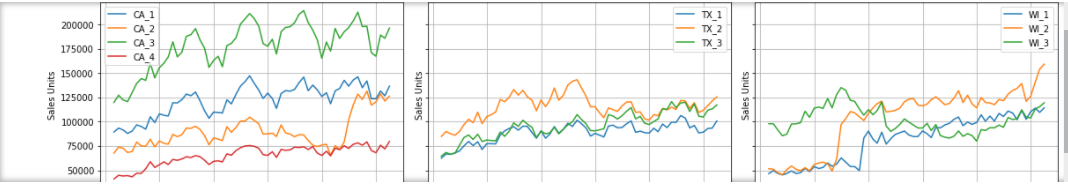 Sales Units
200000
175000
150000
125000
100000
75000
50000
CA_1
CA_2
CA_3
CA_4
Sales Units
TX_1
TX_2
TX_3
Sales Units
WI_1
WI_2
WI_3